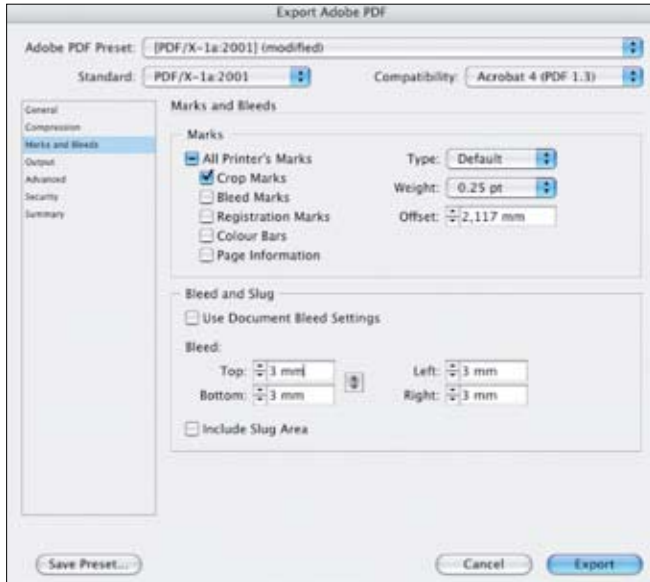 Export Adobe PDF
Adobe PDF Preset: [PDF/X-1a:2001] (modified)
Standard: PDF/X-1a:2001 Compatibility: Acrobat 4 (PDF 1.3)
General
Compression
Marks and Bleeds
Output
Advanced
Security
Summary
Marks and Bleeds
Marks
All Printer's Marks
Crop Marks
Bleed Marks
Registration Marks
Colour Bars
Page Information
Type: Default
Weight: 0.25 pt
Offset: 2,117 mm
Bleed and Slug
Use Document Bleed Settings
Bleed:
Top: 3 mm Left: 3 mm
Bottom: 3 mm Right: 3 mm
Include Slug Area
Save Preset... Cancel Export